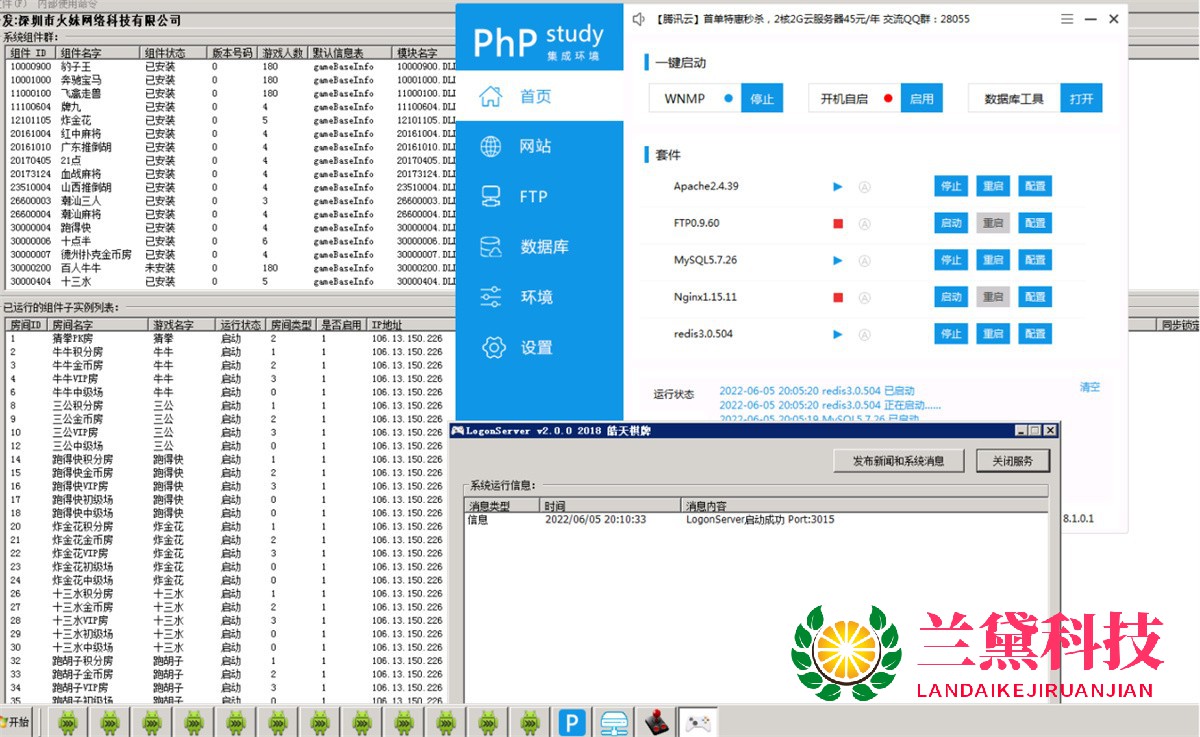 件(F) 内部使用命令
发:深圳市火妹网络科技有限公司
系统组件群:
组件 ID 组件名字 组件状态 版本号码 游戏人数 默认信息表 模块名字
10000900 豹子王 已安装 0 180 gameBaseInfo 10000900.DLL
10001000 奔驰宝马 已安装 0 180 gameBaseInfo 10001000.DLL
11000100 飞禽走兽 已安装 0 180 gameBaseInfo 11000100.DLL
11100604 牌九 已安装 0 4 gameBaseInfo 11100604.DLL
12101105 炸金花 已安装 0 5 gameBaseInfo 12101105.DLL
20161004 红中麻将 已安装 0 4 gameBaseInfo 20161004.DLL
20161010 广东推倒胡 已安装 0 4 gameBaseInfo 20161010.DLL
20170405 21点 已安装 0 4 gameBaseInfo 20170405.DLL
20173124 血战麻将 已安装 0 4 gameBaseInfo 20173124.DLL
23510004 山西推倒胡 已安装 0 4 gameBaseInfo 23510004.DLL
26600003 潮汕三人 已安装 0 3 gameBaseInfo 26600003.DLL
26600004 潮汕麻将 已安装 0 4 gameBaseInfo 26600004.DLL
30000004 跑得快 已安装 0 4 gameBaseInfo 30000004.DLL
30000006 十点半 已安装 0 6 gameBaseInfo 30000006.DLL
30000007 德州扑克金币房 已安装 0 4 gameBaseInfo 30000007.DLL
30000200 百人牛牛 未安装 0 180 gameBaseInfo 30000200.DLL
30000404 十三水 已安装 0 5 gameBaseInfo 30000404.DLL
已运行的组件子实例列表:
房间ID 房间名字 游戏名字 运行状态 房间类型 是否启用 IP地址 同步锁定
1 猜拳PK房 猜拳 启动 2 1 106.13.150.226
2 牛牛积分房 牛牛 启动 1 1 106.13.150.226
3 牛牛金币房 牛牛 启动 2 1 106.13.150.226
4 牛牛VIP房 牛牛 启动 3 1 106.13.150.226
6 牛牛中级场 牛牛 启动 0 1 106.13.150.226
8 三公积分房 三公 启动 1 1 106.13.150.226
9 三公金币房 三公 启动 2 1 106.13.150.226
10 三公VIP房 三公 启动 3 1 106.13.150.226
12 三公中级场 三公 启动 0 1 106.13.150.226
14 跑得快积分房 跑得快 启动 1 1 106.13.150.226
15 跑得快金币房 跑得快 启动 2 1 106.13.150.226
16 跑得快VIP房 跑得快 启动 3 1 106.13.150.226
17 跑得快初级场 跑得快 启动 0 1 106.13.150.226
18 跑得快中级场 跑得快 启动 0 1 106.13.150.226
20 炸金花积分房 炸金花 启动 1 1 106.13.150.226
21 炸金花金币房 炸金花 启动 2 1 106.13.150.226
22 炸金花VIP房 炸金花 启动 3 1 106.13.150.226
23 炸金花初级场 炸金花 启动 0 1 106.13.150.226
24 炸金花中级场 炸金花 启动 0 1 106.13.150.226
26 十三水积分房 十三水 启动 1 1 106.13.150.226
27 十三水金币房 十三水 启动 2 1 106.13.150.226
28 十三水VIP房 十三水 启动 3 1 106.13.150.226
29 十三水初级场 十三水 启动 0 1 106.13.150.226
30 十三水中级场 十三水 启动 0 1 106.13.150.226
32 跑胡子积分房 跑胡子 启动 1 1 106.13.150.226
33 跑胡子金币房 跑胡子 启动 2 1 106.13.150.226
34 跑胡子VIP房 跑胡子 启动 3 1 106.13.150.226
35 跑胡子初级场 跑胡子 启动 0 1 106.13.150.226
开始
PhP study
集成环境
首页
网站
FTP
数据库
环境
设置
【腾讯云】首单特惠秒杀，2核2G云服务器45元/年 交流QQ群：28055
一键启动
WNMP 停止 开机自启 启用 数据库工具 打开
套件
Apache2.4.39 停止 重启 配置
FTP0.9.60 启动 重启 配置
MySQL5.7.26 停止 重启 配置
Nginx1.15.11 启动 重启 配置
redis3.0.504 停止 重启 配置
运行状态 2022-06-05 20:05:20 redis3.0.504 已启动 清空
2022-06-05 20:05:20 redis3.0.504 正在启动......
2022-06-05 20:05:19 MySQL5.7.26 已启动
8.1.0.1
LogonServer v2.0.0 2018 皓天棋牌
发布新闻和系统消息 关闭服务
系统运行信息:
消息类型 时间 消息内容
信息 2022/06/05 20:10:33 LogonServer启动成功 Port:3015
兰黛科技
LANDAIKEJIRUANJIAN